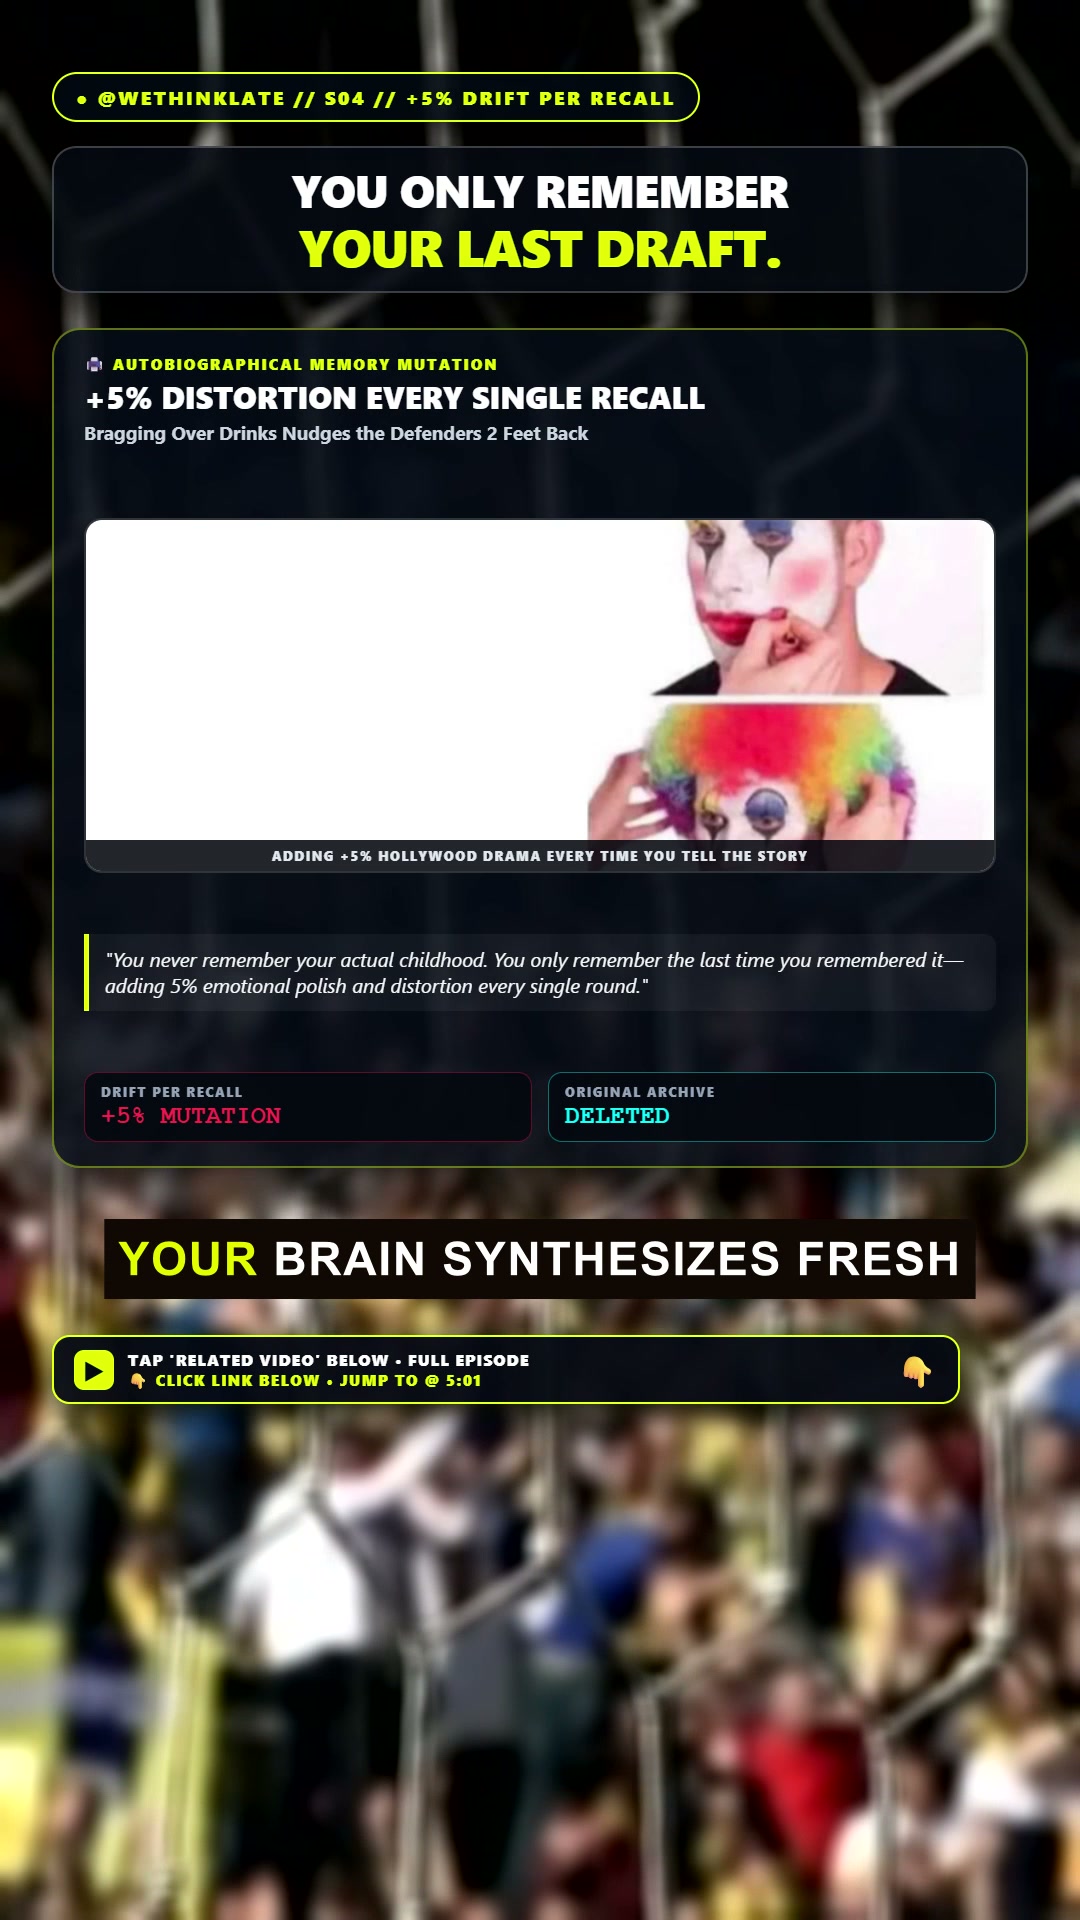 ● @WETHINKLATE // S04 // +5% DRIFT PER RECALL
YOU ONLY REMEMBER
YOUR LAST DRAFT.
AUTOBIOGRAPHICAL MEMORY MUTATION
+5% DISTORTION EVERY SINGLE RECALL
Bragging Over Drinks Nudges the Defenders 2 Feet Back
ADDING +5% HOLLYWOOD DRAMA EVERY TIME YOU TELL THE STORY
"You never remember your actual childhood. You only remember the last time you remembered it—
adding 5% emotional polish and distortion every single round."
DRIFT PER RECALL
+5% MUTATION
ORIGINAL ARCHIVE
DELETED
YOUR BRAIN SYNTHESIZES FRESH
TAP 'RELATED VIDEO' BELOW • FULL EPISODE
👇 CLICK LINK BELOW • JUMP TO @ 5:01